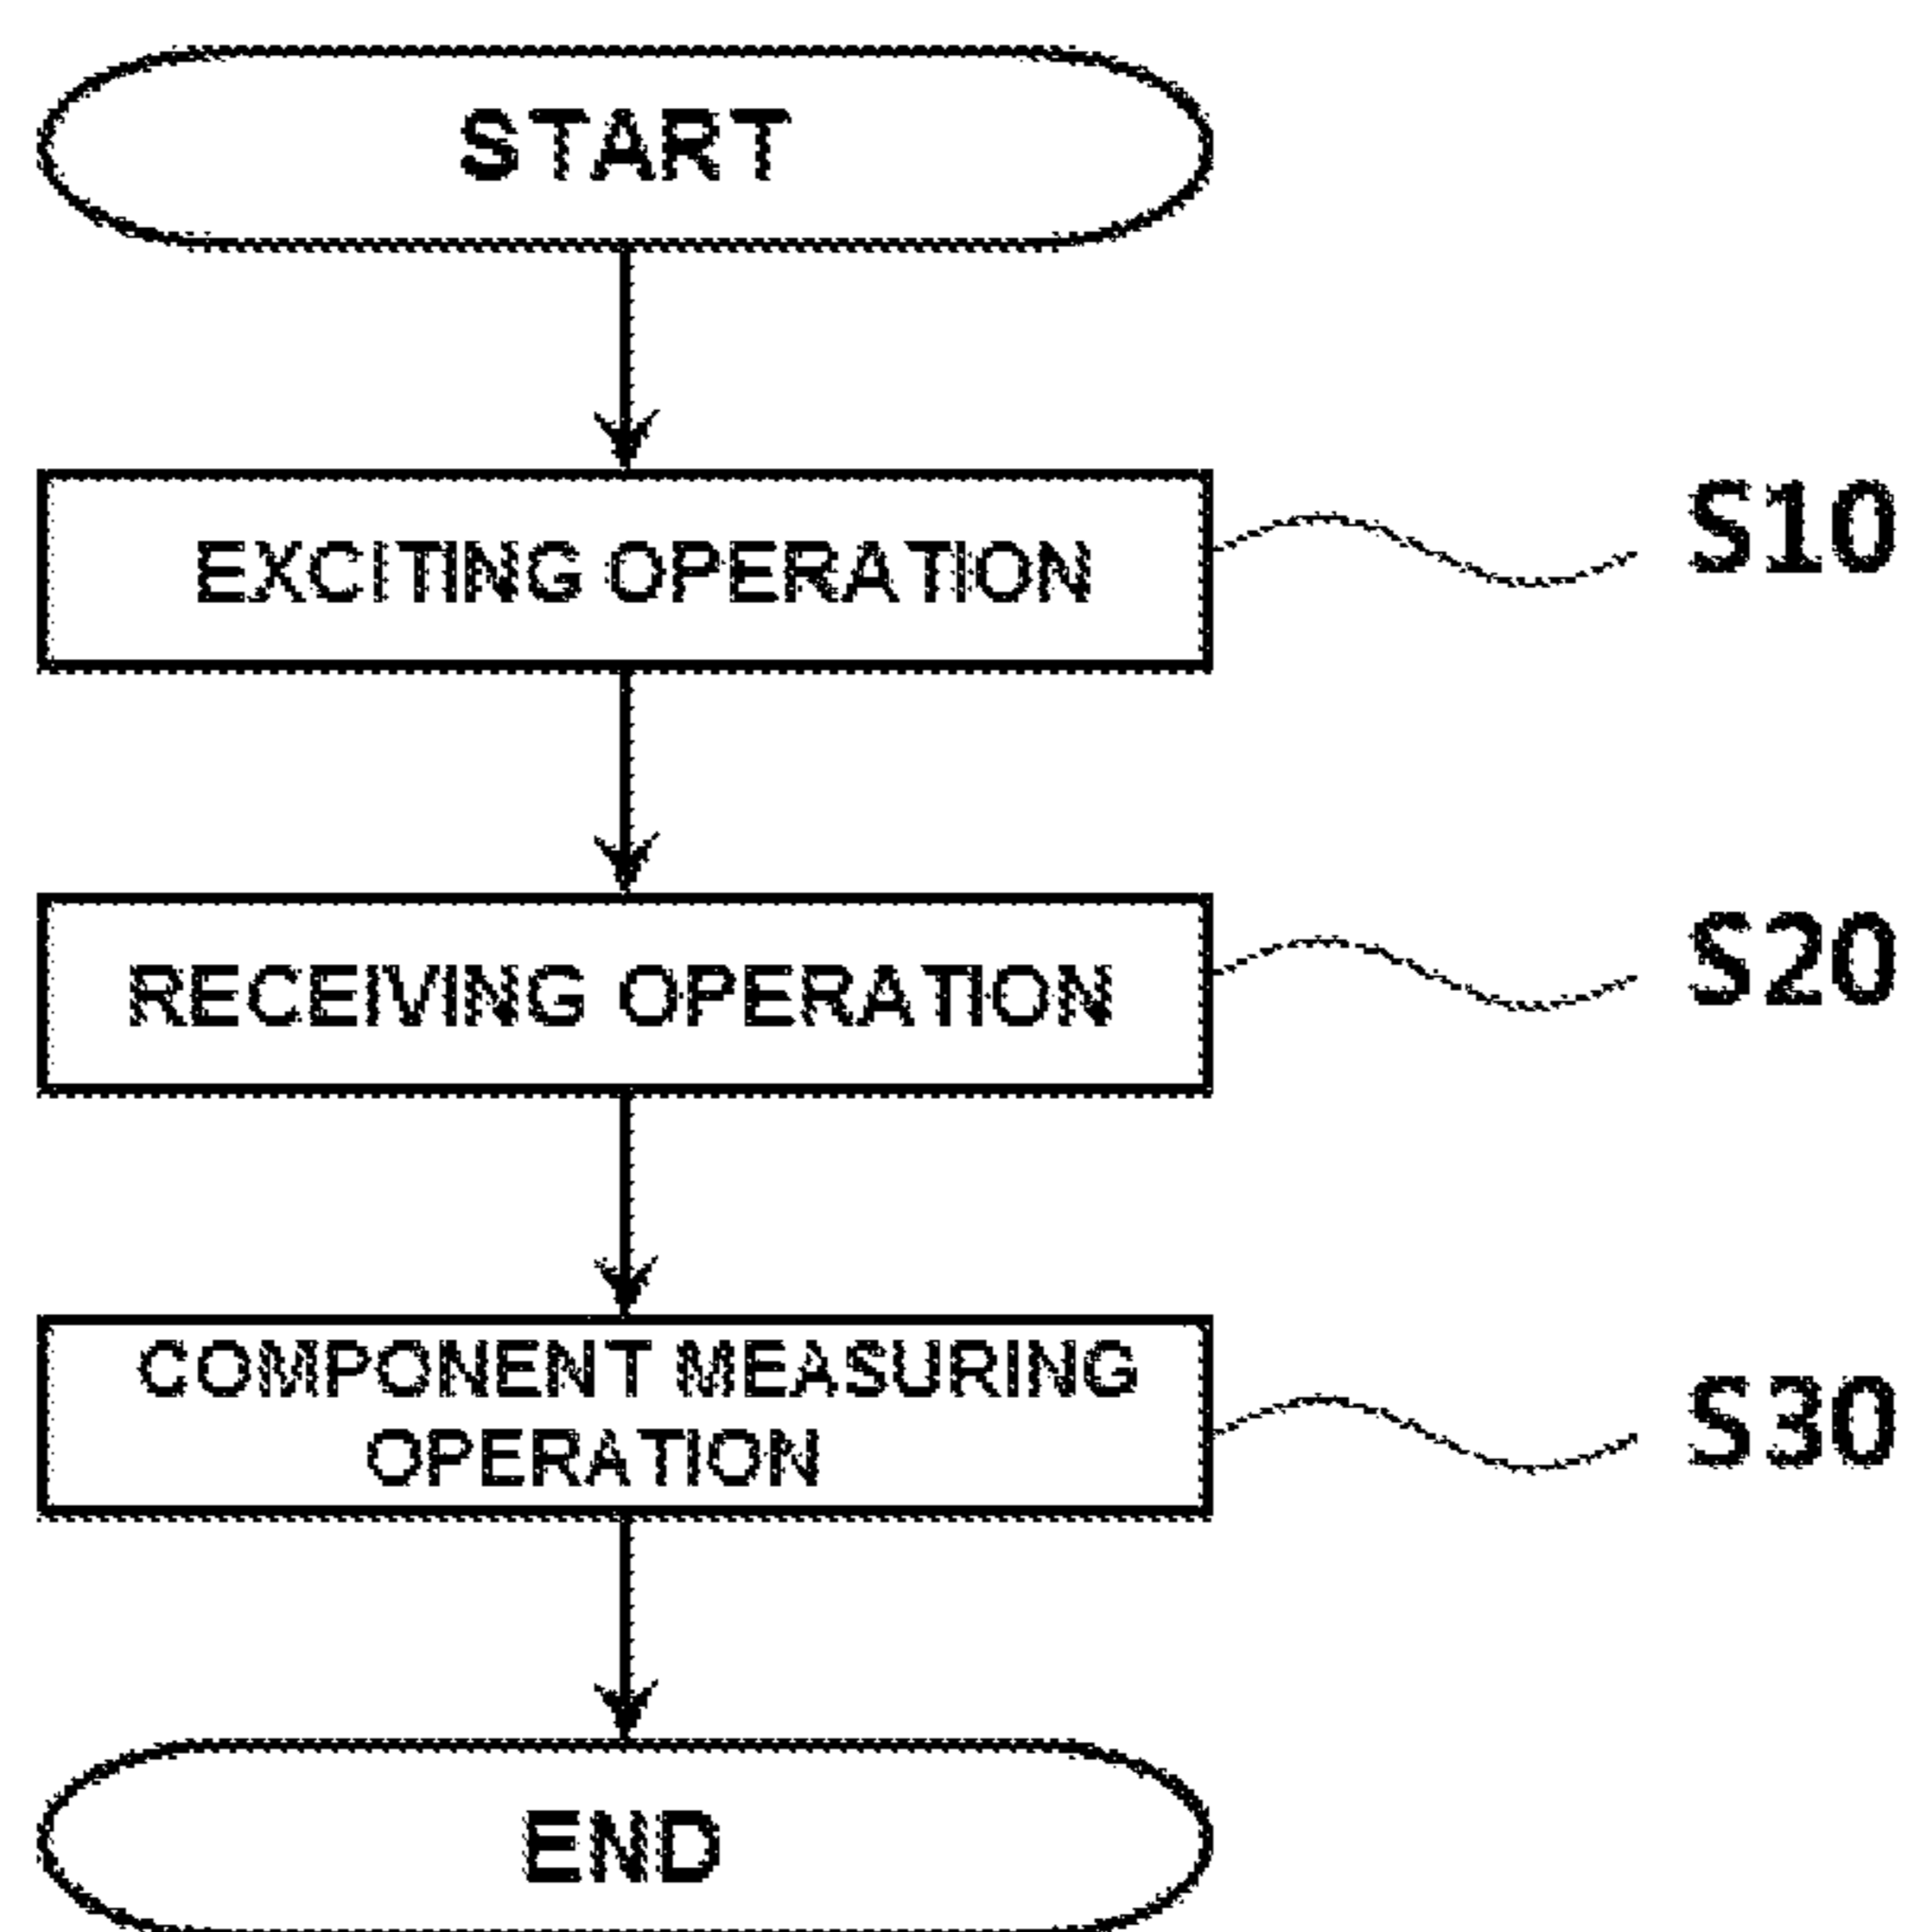 START
EXCITING OPERATION
S10
RECEIVING OPERATION
S20
COMPONENT MEASURING
OPERATION
S30
END